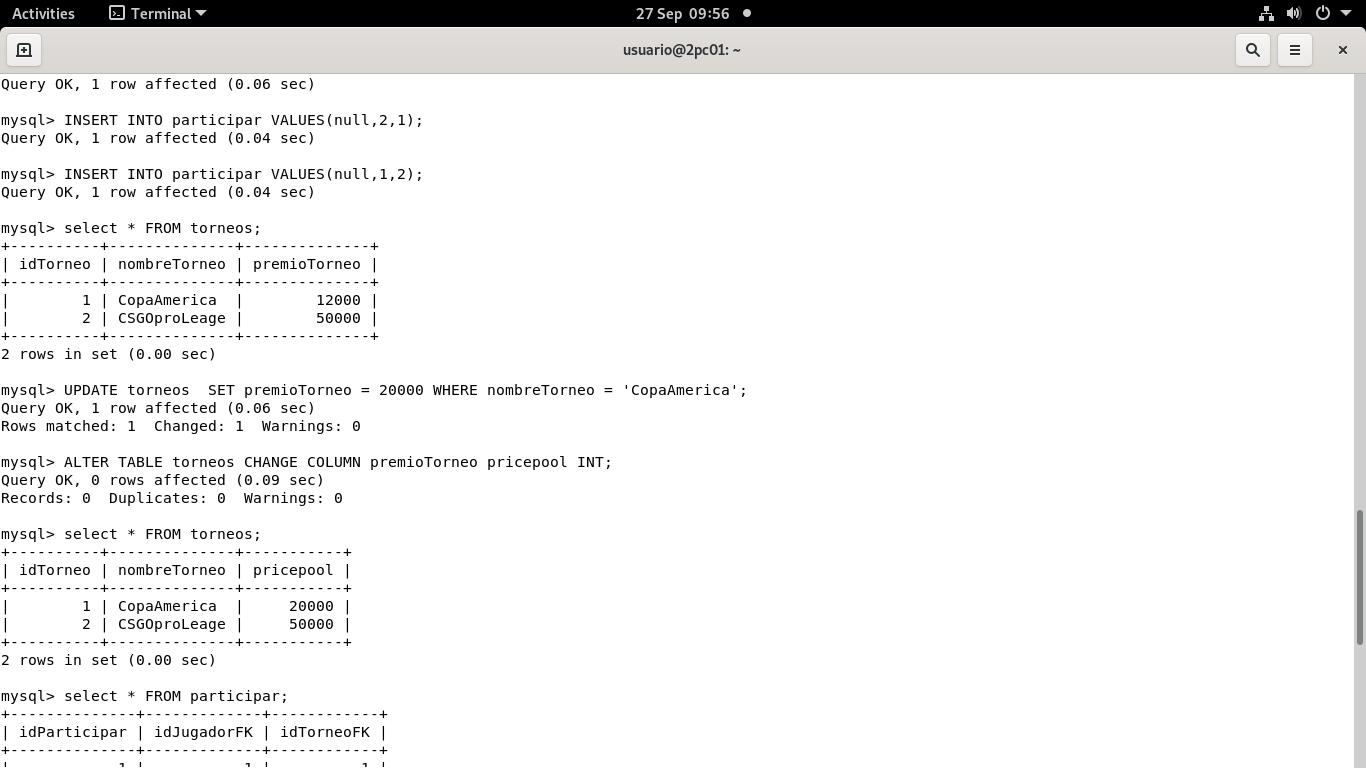 Activities Terminal 27 Sep 09:56
usuario@2pc01: ~
Query OK, 1 row affected (0.06 sec)

mysql> INSERT INTO participar VALUES(null,2,1);
Query OK, 1 row affected (0.04 sec)

mysql> INSERT INTO participar VALUES(null,1,2);
Query OK, 1 row affected (0.04 sec)

mysql> select * FROM torneos;
+----------+--------------+--------------+
| idTorneo | nombreTorneo | premioTorneo |
+----------+--------------+--------------+
|        1 | CopaAmerica  |        12000 |
|        2 | CSGOproLeage |        50000 |
+----------+--------------+--------------+
2 rows in set (0.00 sec)

mysql> UPDATE torneos  SET premioTorneo = 20000 WHERE nombreTorneo = 'CopaAmerica';
Query OK, 1 row affected (0.06 sec)
Rows matched: 1  Changed: 1  Warnings: 0

mysql> ALTER TABLE torneos CHANGE COLUMN premioTorneo pricepool INT;
Query OK, 0 rows affected (0.09 sec)
Records: 0  Duplicates: 0  Warnings: 0

mysql> select * FROM torneos;
+----------+--------------+-----------+
| idTorneo | nombreTorneo | pricepool |
+----------+--------------+-----------+
|        1 | CopaAmerica  |     20000 |
|        2 | CSGOproLeage |     50000 |
+----------+--------------+-----------+
2 rows in set (0.00 sec)

mysql> select * FROM participar;
+--------------+-------------+------------+
| idParticipar | idJugadorFK | idTorneoFK |
+--------------+-------------+------------+